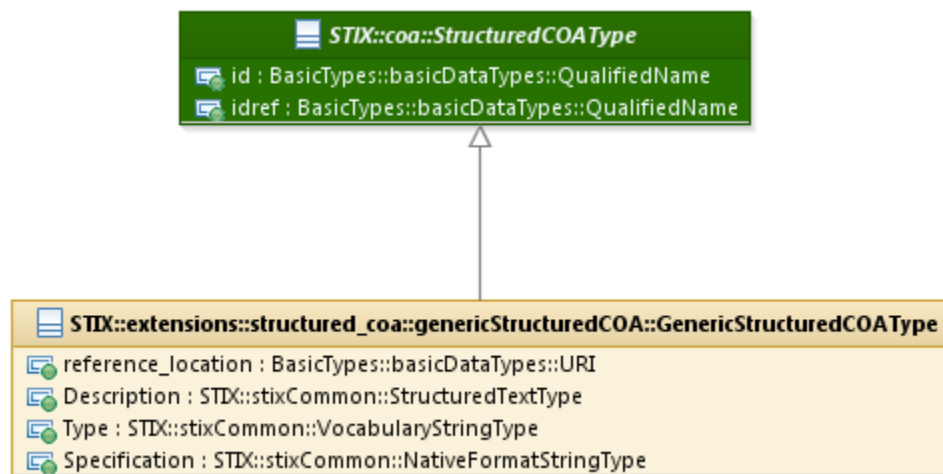 STIX::coa::StructuredCOAType
id : BasicTypes::basicDataTypes::QualifiedName
idref : BasicTypes::basicDataTypes::QualifiedName
STIX::extensions::structured_coa::genericStructuredCOA::GenericStructuredCOAType
reference_location : BasicTypes::basicDataTypes::URI
Description : STIX::stixCommon::StructuredTextType
Type : STIX::stixCommon::VocabularyStringType
Specification : STIX::stixCommon::NativeFormatStringType